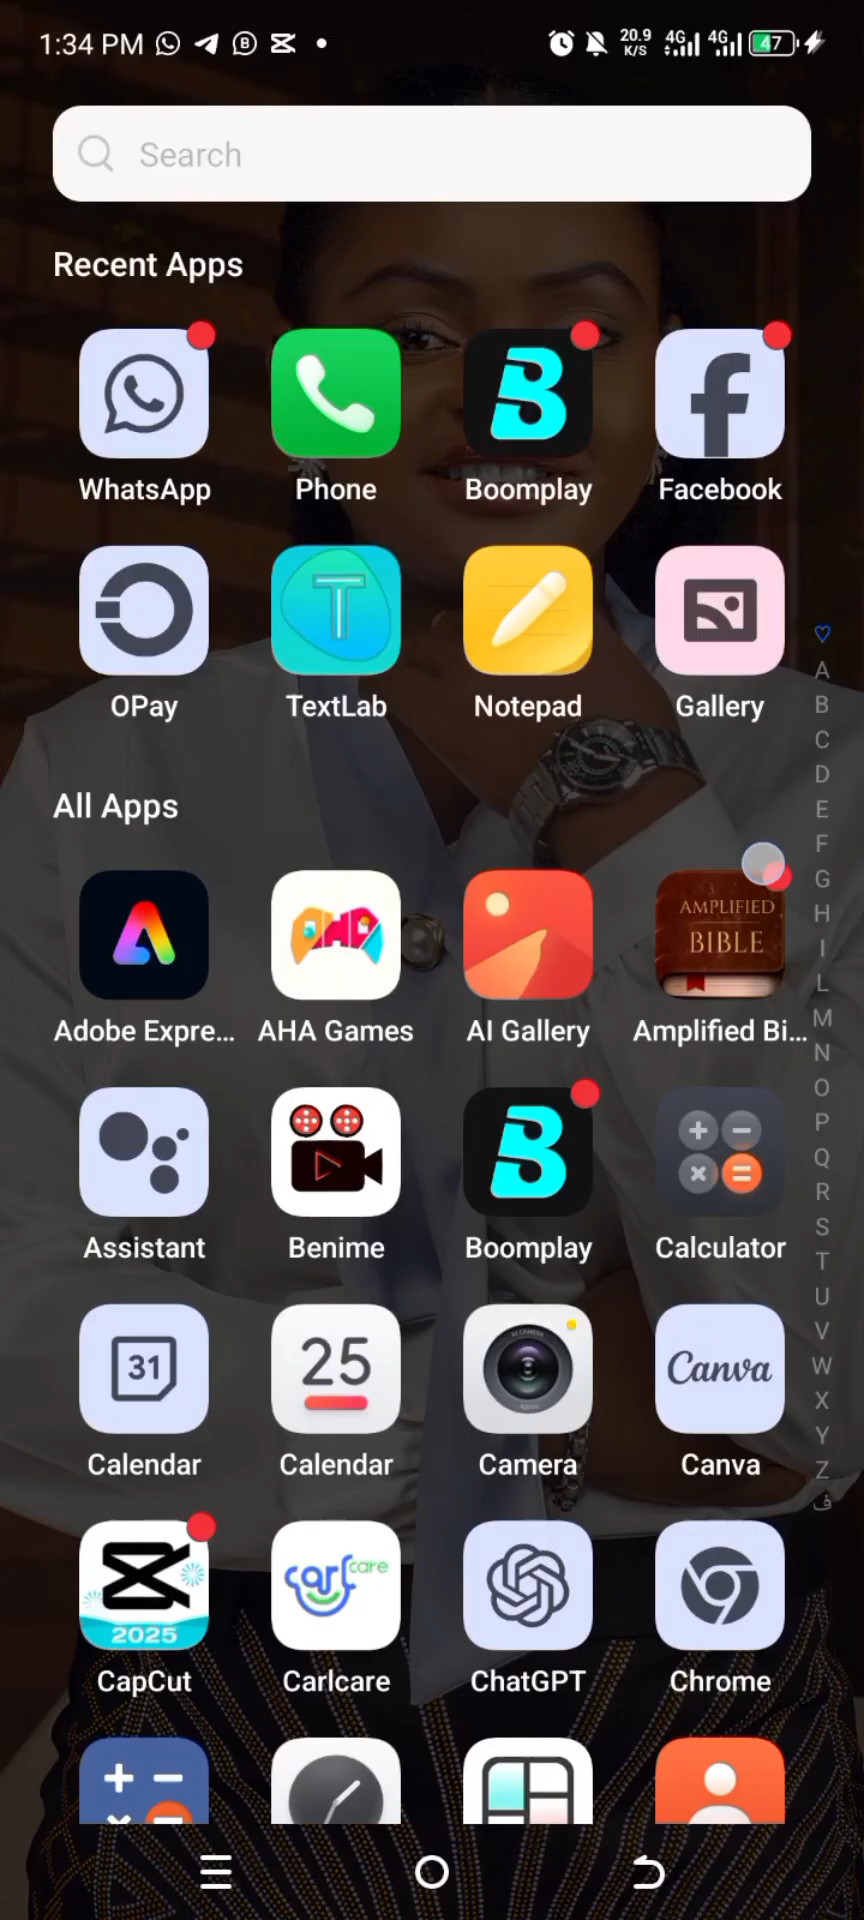 1:34 PM 20.9 K/S 4G 4G 47
Search
Recent Apps
WhatsApp Phone Boomplay Facebook
OPay TextLab Notepad Gallery
All Apps
AMPLIFIED
BIBLE
Adobe Expre... AHA Games AI Gallery Amplified Bi...
Assistant Benime Boomplay Calculator
31 25 Canva
Calendar Calendar Camera Canva
carlcare
2025
CapCut Carlcare ChatGPT Chrome
A
B
C
D
E
F
G
H
I
L
M
N
O
P
Q
R
S
T
U
V
W
X
Y
Z
ف